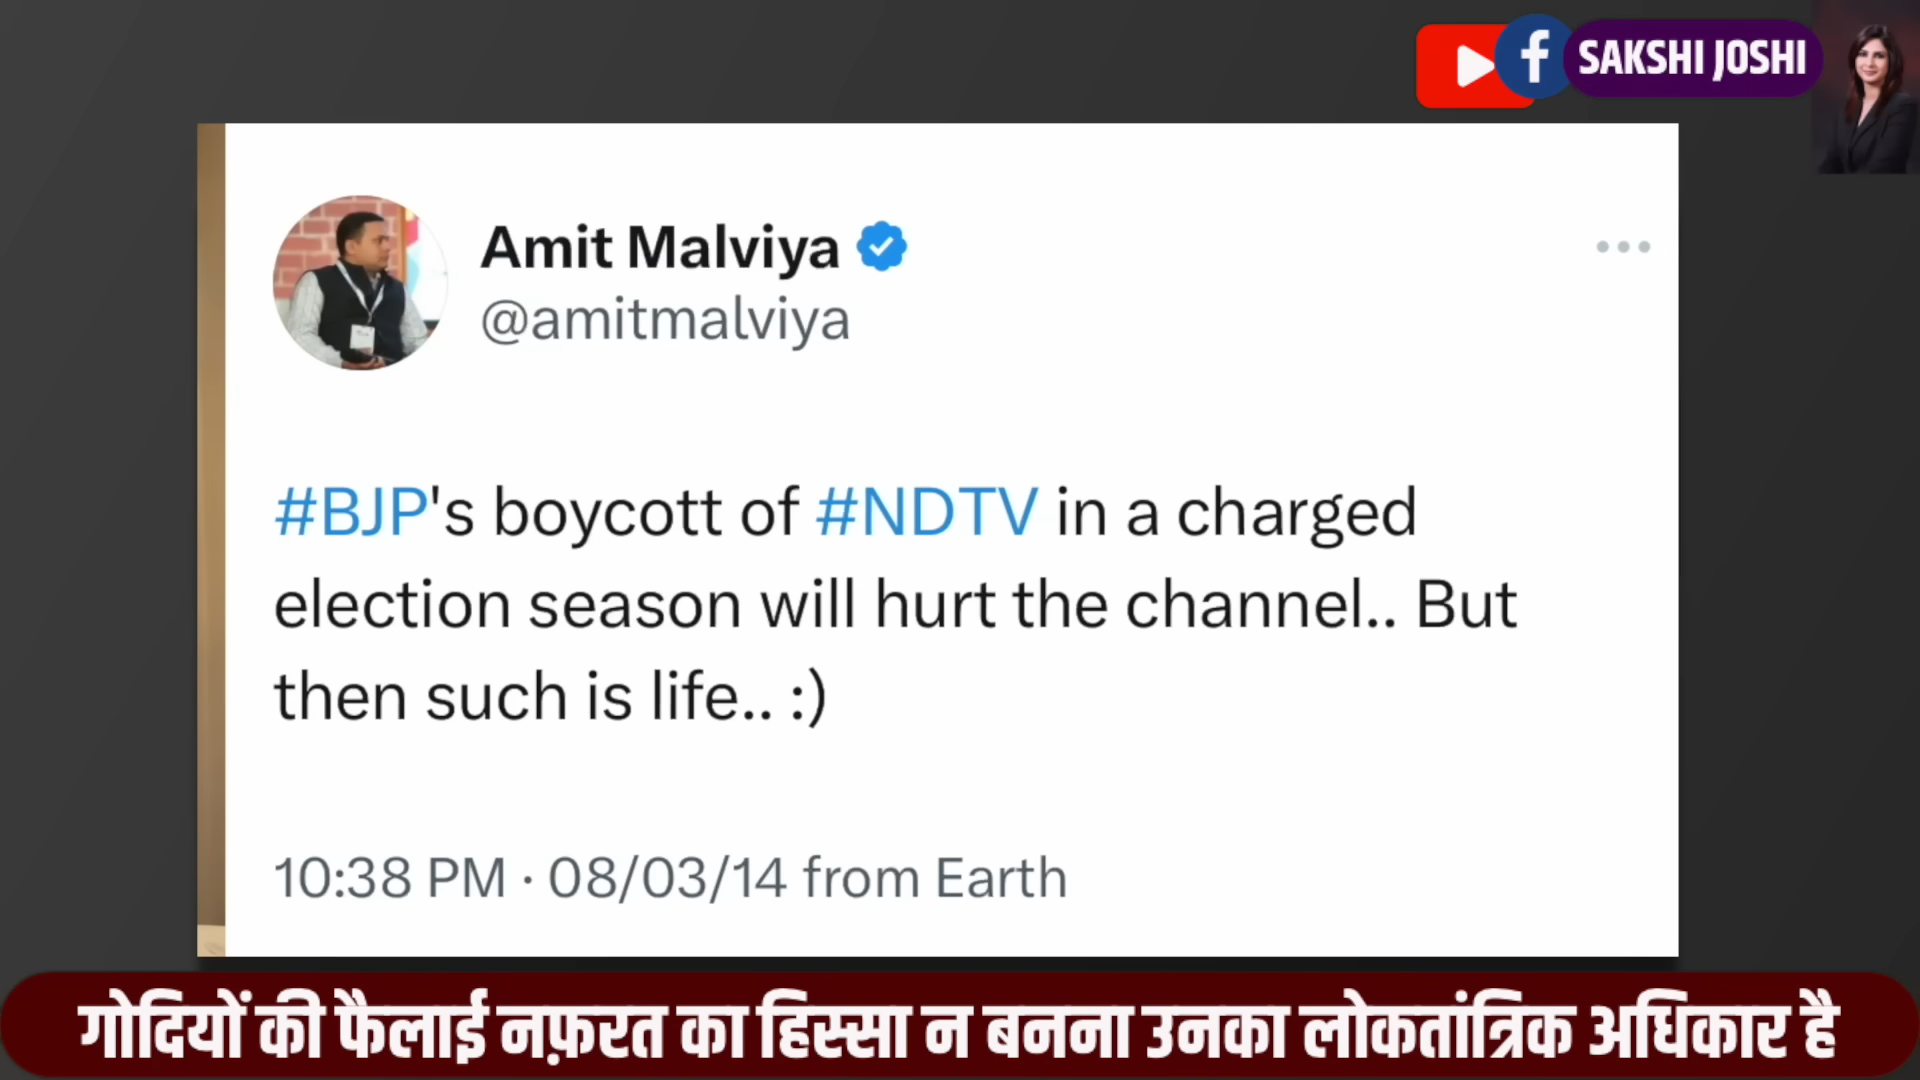 SAKSHI JOSHI
Amit Malviya
@amitmalviya
#BJP's boycott of #NDTV in a charged
election season will hurt the channel.. But
then such is life.. :)
10:38 PM · 08/03/14 from Earth
गोदियों की फैलाई नफ़रत का हिस्सा न बनना उनका लोकतांत्रिक अधिकार है